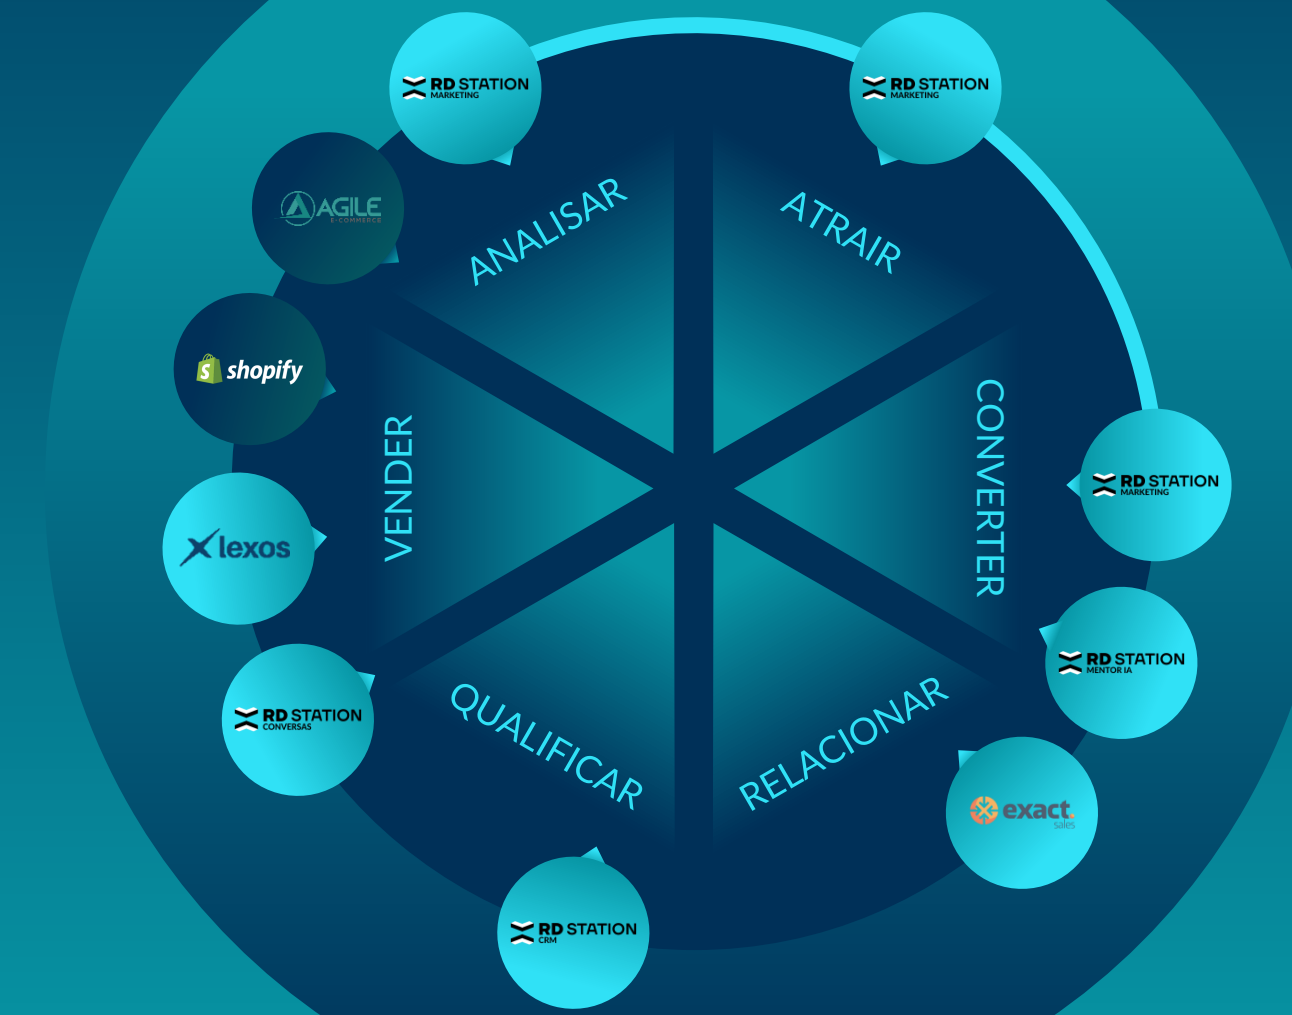 RD STATION
MARKETING
RD STATION
MARKETING
AGILE
E-COMMERCE
ANALISAR
ATRAIR
shopify
VENDER
CONVERTER
RD STATION
MARKETING
lexos
RD STATION
MENTOR IA
RD STATION
CONVERSAS
QUALIFICAR
RELACIONAR
exact.
sales
RD STATION
CRM